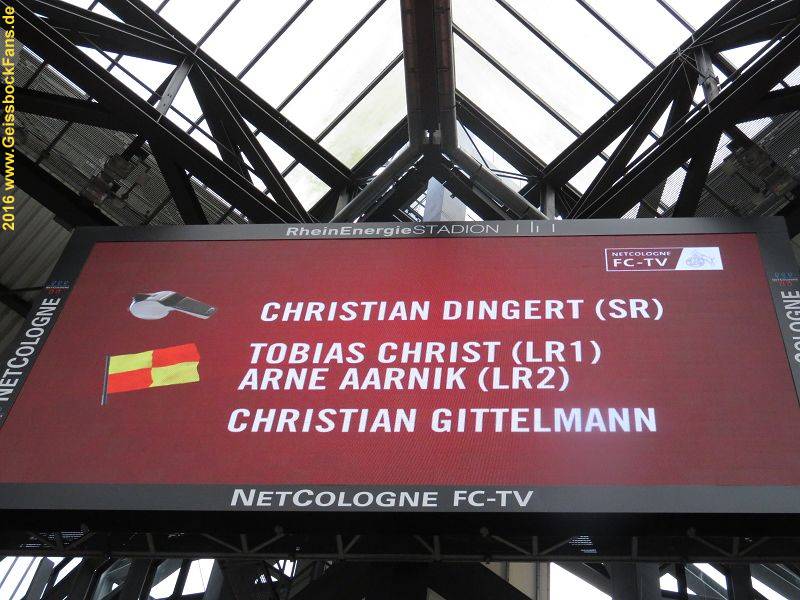 2016 www.GeissbockFans.de
RheinEnergieSTADION
NETCOLOGNE
FC-TV
CHRISTIAN DINGERT (SR)
TOBIAS CHRIST (LR1)
ARNE AARNIK (LR2)
CHRISTIAN GITTELMANN
NETCOLOGNE
COLOGNE
NETCOLOGNE FC-TV